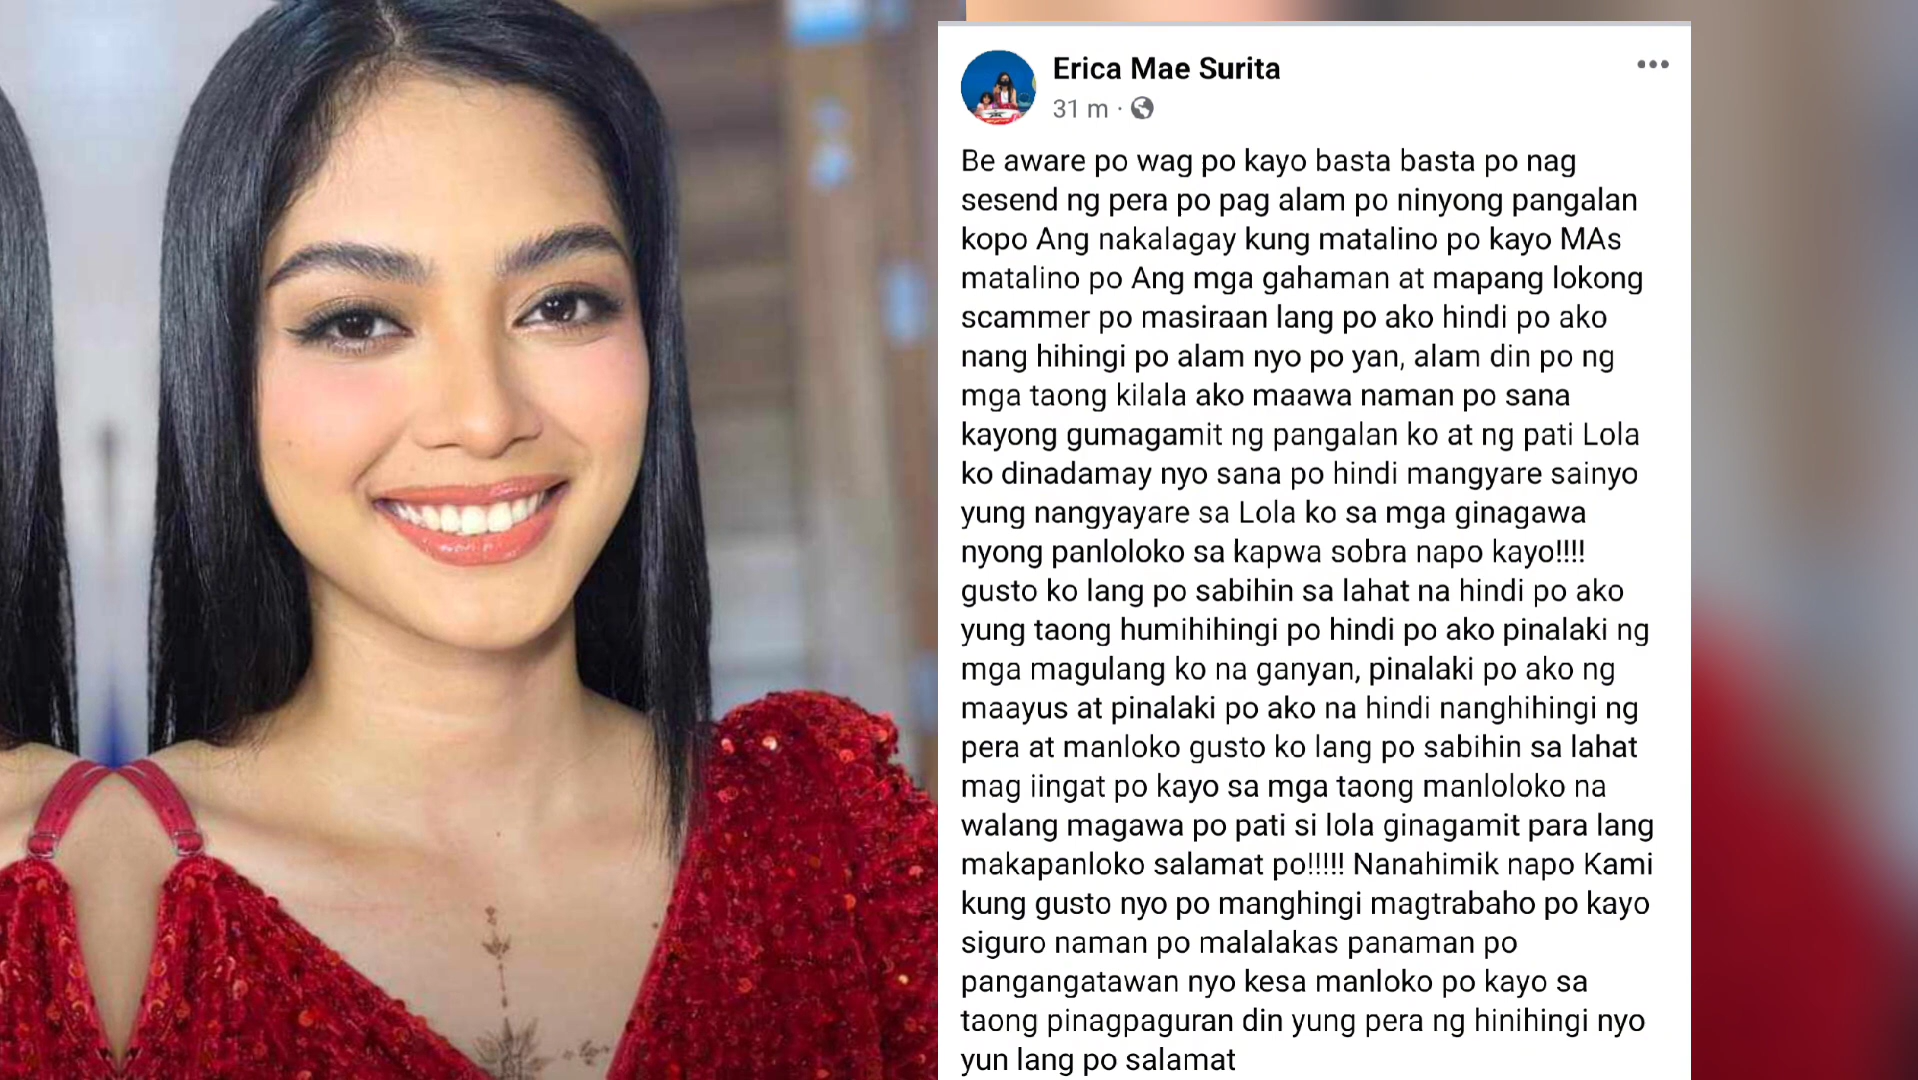 Erica Mae Surita
31 m ·
Be aware po wag po kayo basta basta po nag
sesend ng pera po pag alam po ninyong pangalan
kopo Ang nakalagay kung matalino po kayo MAs
matalino po Ang mga gahaman at mapang lokong
scammer po masiraan lang po ako hindi po ako
nang hihingi po alam nyo po yan, alam din po ng
mga taong kilala ako maawa naman po sana
kayong gumagamit ng pangalan ko at ng pati Lola
ko dinadamay nyo sana po hindi mangyare sainyo
yung nangyayare sa Lola ko sa mga ginagawa
nyong panloloko sa kapwa sobra napo kayo!!!!
gusto ko lang po sabihin sa lahat na hindi po ako
yung taong humihihingi po hindi po ako pinalaki ng
mga magulang ko na ganyan, pinalaki po ako ng
maayus at pinalaki po ako na hindi nanghihingi ng
pera at manloko gusto ko lang po sabihin sa lahat
mag iingat po kayo sa mga taong manloloko na
walang magawa po pati si lola ginagamit para lang
makapanloko salamat po!!!!! Nanahimik napo Kami
kung gusto nyo po manghingi magtrabaho po kayo
siguro naman po malalakas panaman po
pangangatawan nyo kesa manloko po kayo sa
taong pinagpaguran din yung pera ng hinihingi nyo
yun lang po salamat